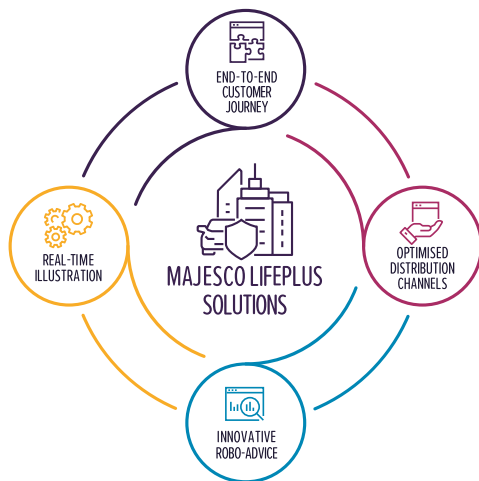 END-TO-END
CUSTOMER
JOURNEY
REAL-TIME
ILLUSTRATION
MAJESCO LIFEPLUS
SOLUTIONS
OPTIMISED
DISTRIBUTION
CHANNELS
INNOVATIVE
ROBO-ADVICE